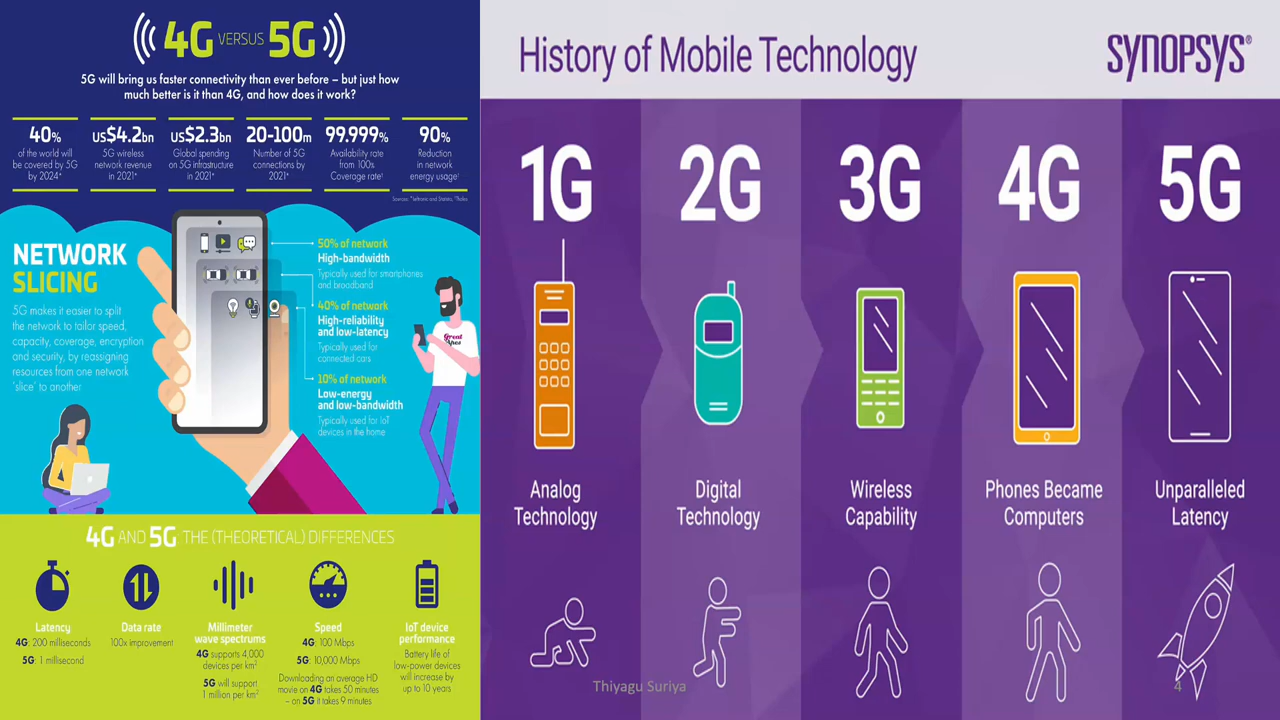 4G VERSUS 5G
5G will bring us faster connectivity than ever before – but just how
much better is it than 4G, and how does it work?
40%
of the world will
be covered by 5G
by 2024*
US$4.2bn
5G wireless
network revenue
in 2021*
US$2.3bn
Global spending
on 5G infrastructure
in 2021*
20-100m
Number of 5G
connections by
2021*
99.999%
Availability rate
from 100s
Coverage rate†
90%
Reduction
in network
energy usage†
NETWORK
SLICING
5G makes it easier to split
the network to tailor speed,
capacity, coverage, encryption
and security, by reassigning
resources from one network
'slice' to another
50% of network
High-bandwidth
Typically used for smartphones
and broadband
40% of network
High-reliability
and low-latency
Typically used for
connected cars
10% of network
Low-energy
and low-bandwidth
Typically used for IoT
devices in the home
Great
Apes
4G AND 5G THE (THEORETICAL) DIFFERENCES
Latency
4G: 200 milliseconds
5G: 1 millisecond
Data rate
100x improvement
Millimeter
wave spectrums
4G supports 4,000
devices per km²
5G will support
1 million per km²
Speed
4G: 100 Mbps
5G: 10,000 Mbps
Downloading an average HD
movie on 4G takes 50 minutes
– on 5G it takes 9 minutes
IoT device
performance
Battery life of
low-power devices
will increase by
up to 10 years
History of Mobile Technology
SYNOPSYS®
1G
Analog
Technology
2G
Digital
Technology
3G
Wireless
Capability
4G
Phones Became
Computers
5G
Unparalleled
Latency
Thiyagu Suriya
4